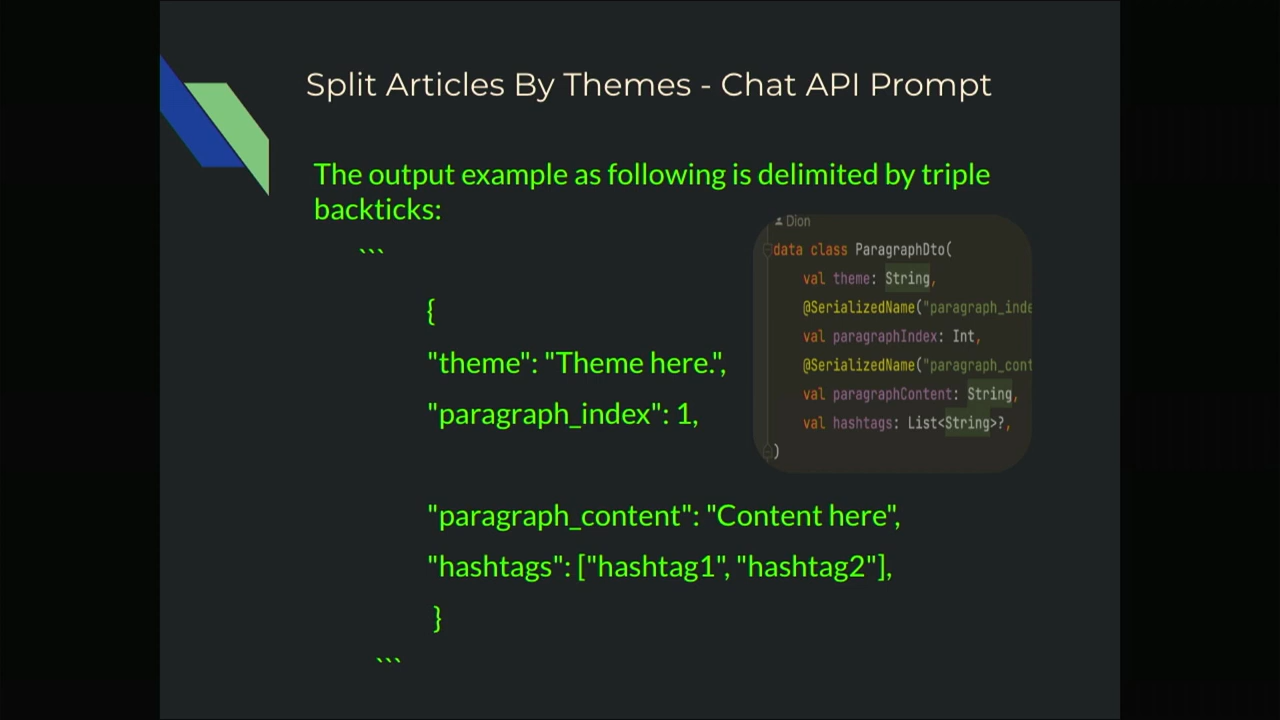 Split Articles By Themes - Chat API Prompt
The output example as following is delimited by triple
backticks:
```
{
"theme": "Theme here.",
"paragraph_index": 1,
"paragraph_content": "Content here",
"hashtags": ["hashtag1", "hashtag2"],
}
```
Dion
data class ParagraphDto(
val theme: String,
@SerializedName("paragraph_inde
val paragraphIndex: Int,
@SerializedName("paragraph_cont
val paragraphContent: String,
val hashtags: List<String>?,
)